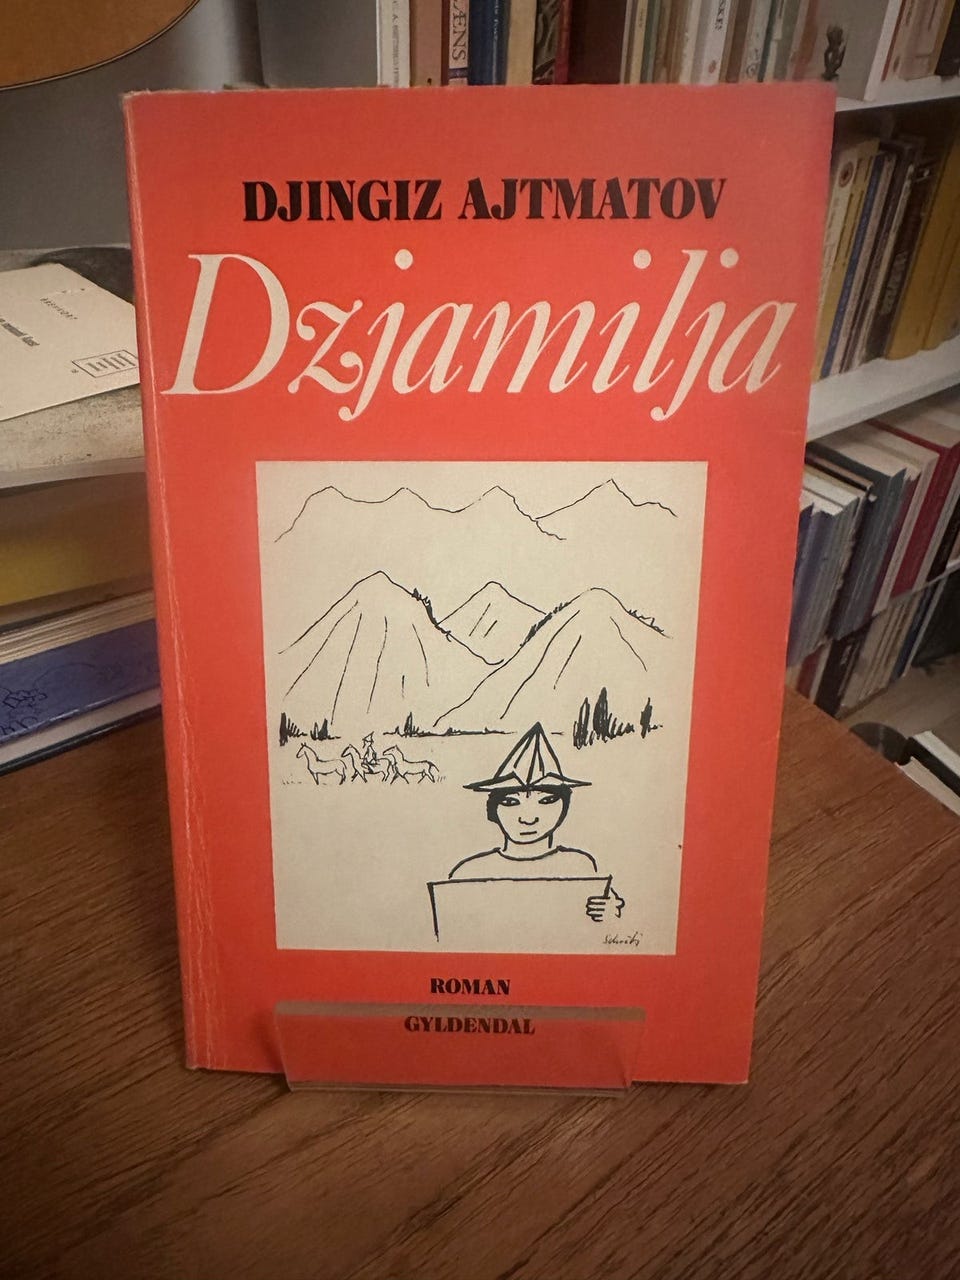 DJINGIZ AJTMATOV
Dzjamilja
ROMAN
GYLDENDAL